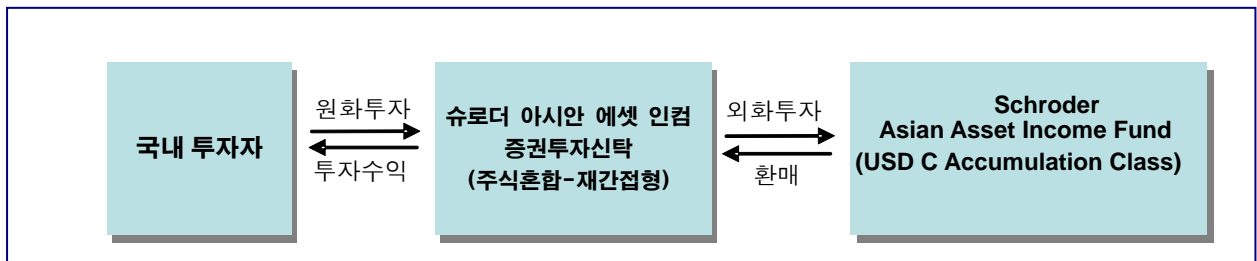 국내 투자자
원화투자
투자수익
슈로더 아시안 에셋 인컴
증권투자신탁
(주식혼합-재간접형)
외화투자
환매
Schroder
Asian Asset Income Fund
(USD C Accumulation Class)